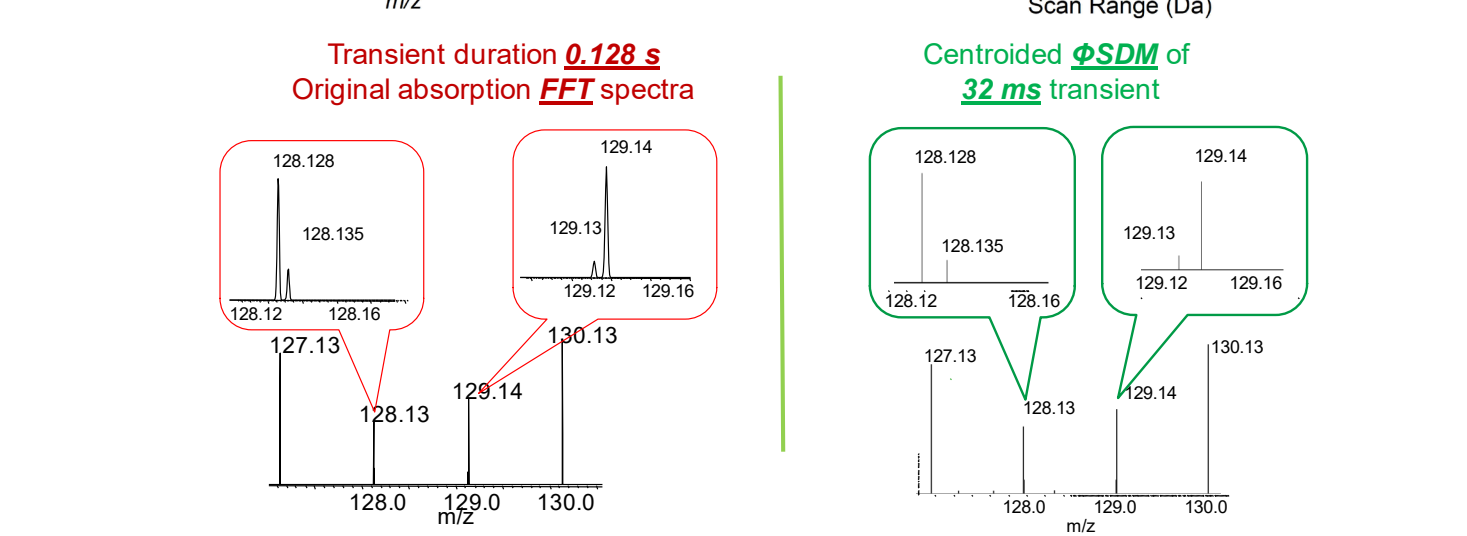 m/z
Scan Range (Da)
Transient duration 0.128 s
Original absorption FFT spectra
128.128
128.135
128.12 128.16
129.14
129.13
129.12 129.16
127.13
128.13
129.14
130.13
128.0 129.0 130.0
m/z
Centroided ΦSDM of
32 ms transient
128.128
128.135
128.12 128.16
129.14
129.13
129.12 129.16
127.13
128.13
129.14
130.13
128.0 129.0 130.0
m/z